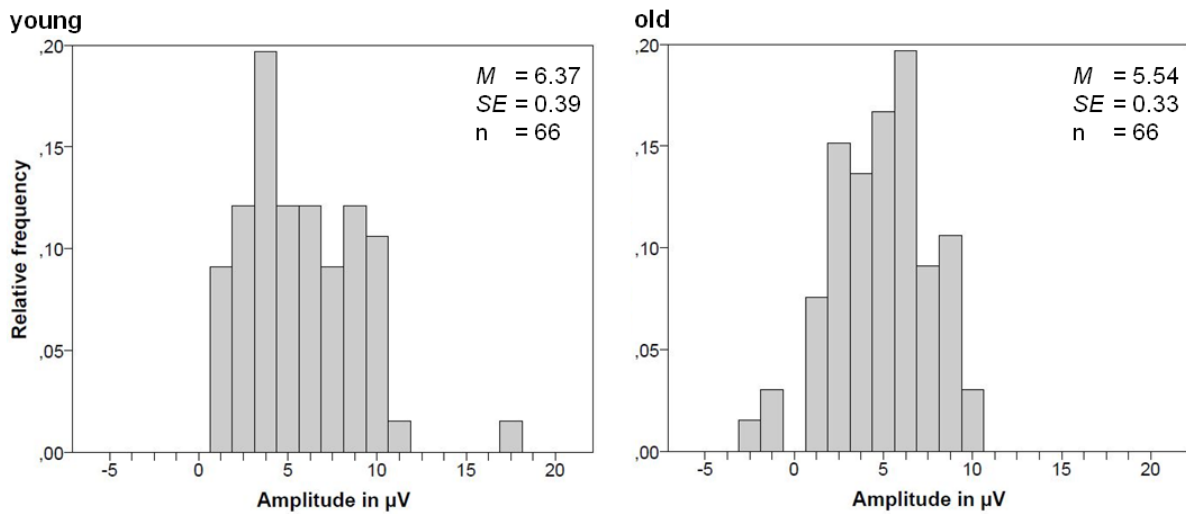 young
,20
,15
,10
,05
,00
Relative frequency
M = 6.37
SE = 0.39
n = 66
-5 0 5 10 15 20
Amplitude in µV
old
,20
,15
,10
,05
,00
M = 5.54
SE = 0.33
n = 66
-5 0 5 10 15 20
Amplitude in µV